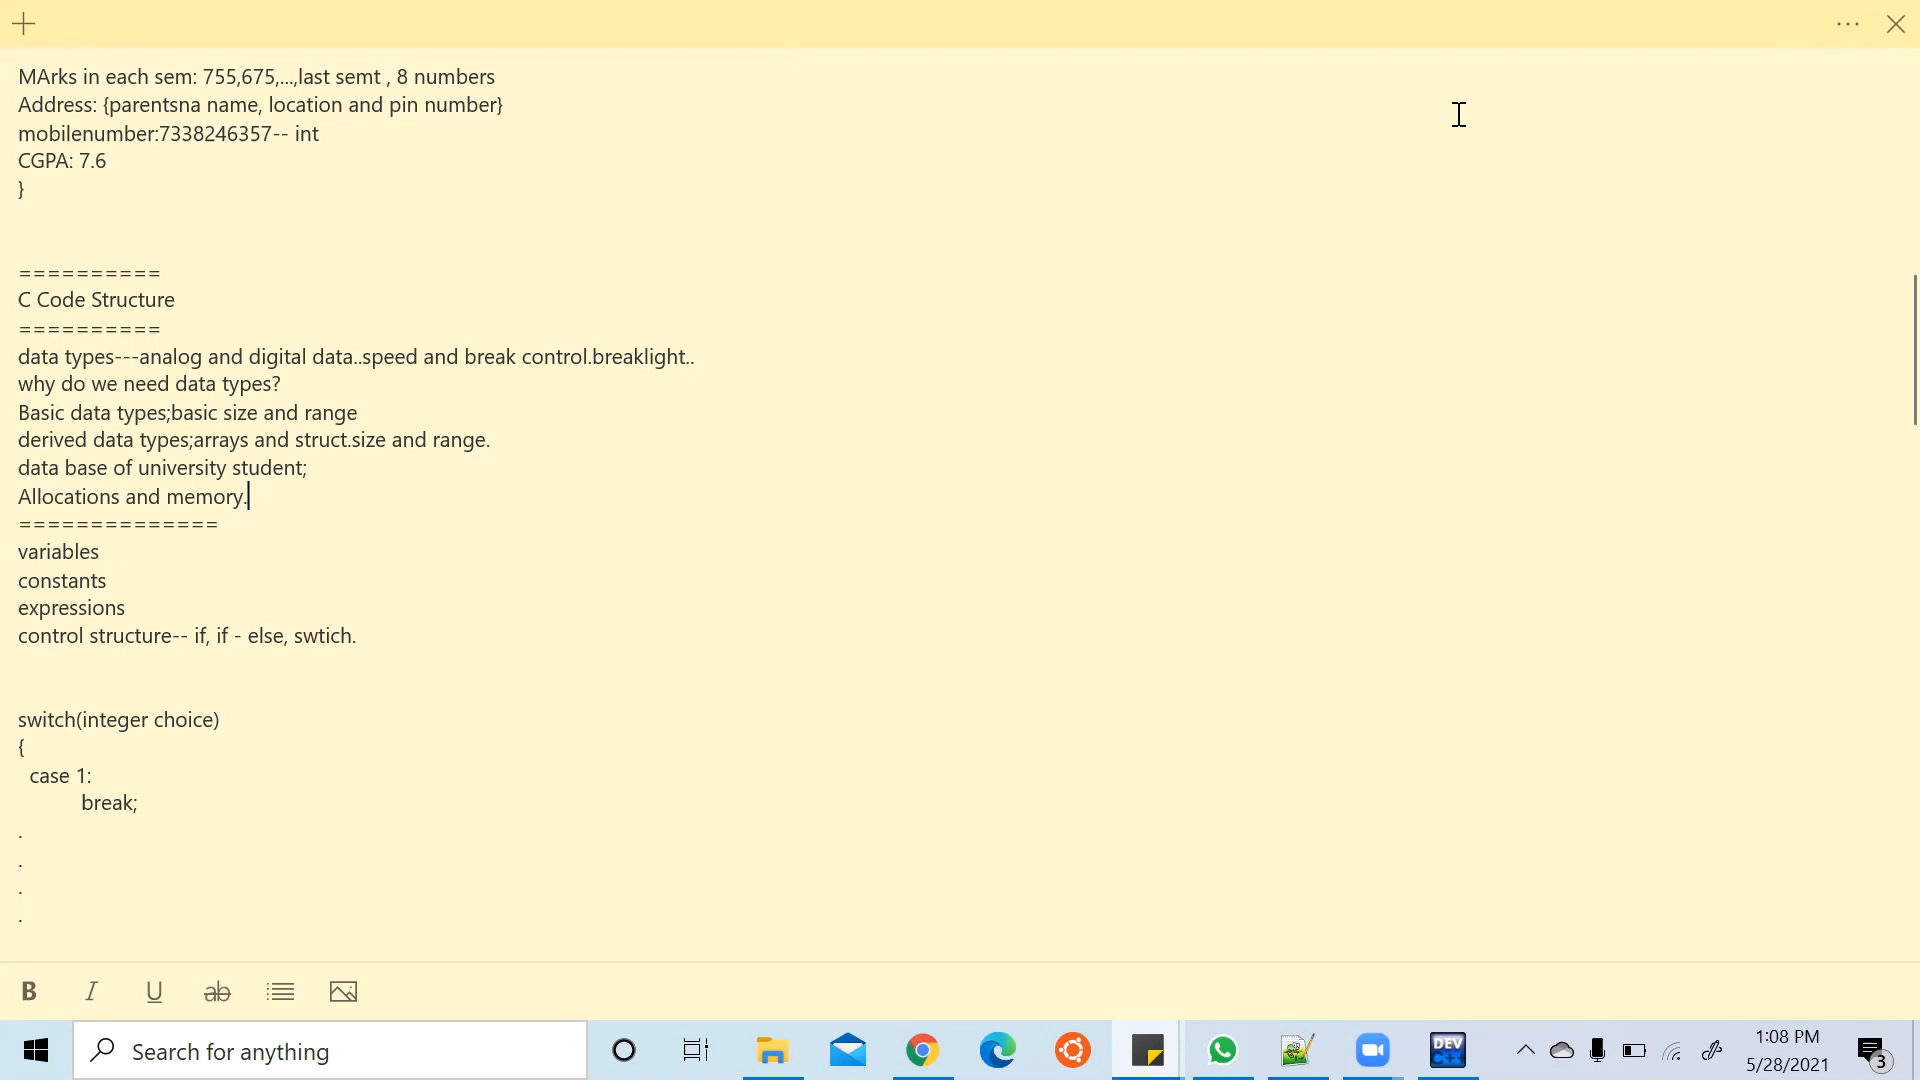 MArks in each sem: 755,675,...,last semt , 8 numbers
Address: {parentsna name, location and pin number}
mobilenumber:7338246357-- int
CGPA: 7.6
}
==========
C Code Structure
==========
data types---analog and digital data..speed and break control.breaklight..
why do we need data types?
Basic data types;basic size and range
derived data types;arrays and struct.size and range.
data base of university student;
Allocations and memory.
==============
variables
constants
expressions
control structure-- if, if - else, swtich.
switch(integer choice)
{
case 1:
break;
.
.
.
.
B I U ab
Search for anything
DEV C++
1:08 PM
5/28/2021
3